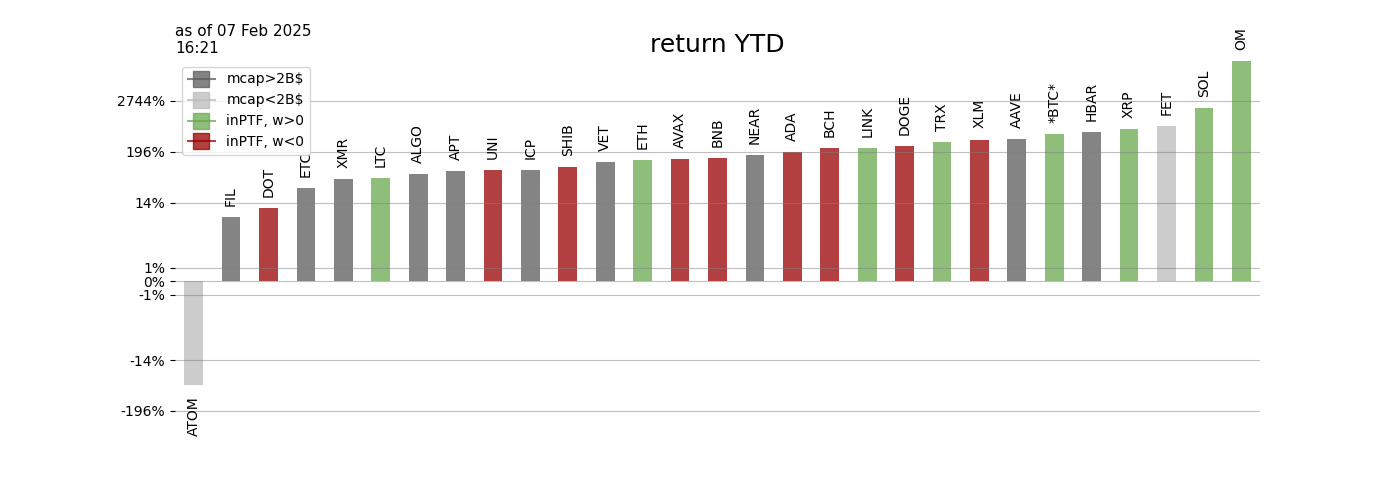 as of 07 Feb 2025
16:21
return YTD
mcap>2B$
mcap<2B$
inPTF, w>0
inPTF, w<0
2744%
196%
14%
1%
0%
-1%
-14%
-196%
ATOM
FIL
DOT
ETC
XMR
LTC
ALGO
APT
UNI
ICP
SHIB
VET
ETH
AVAX
BNB
NEAR
ADA
BCH
LINK
DOGE
TRX
XLM
AAVE
*BTC*
HBAR
XRP
FET
SOL
OM